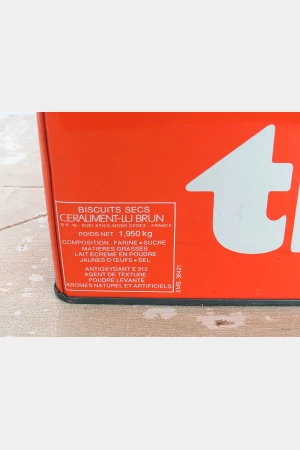 BISCUITS SECS
CERALIMENT-LU BRUN
POIDS NET : 1,950 kg
COMPOSITION : FARINE • SUCRE
MATIERES GRASSES
LAIT ECREME EN POUDRE
JAUNES D'ŒUFS • SEL
ANTIOXYDANT E 312
AGENT DE TEXTURE
POUDRE LEVANTE
AROMES NATUREL ET ARTIFICIELS